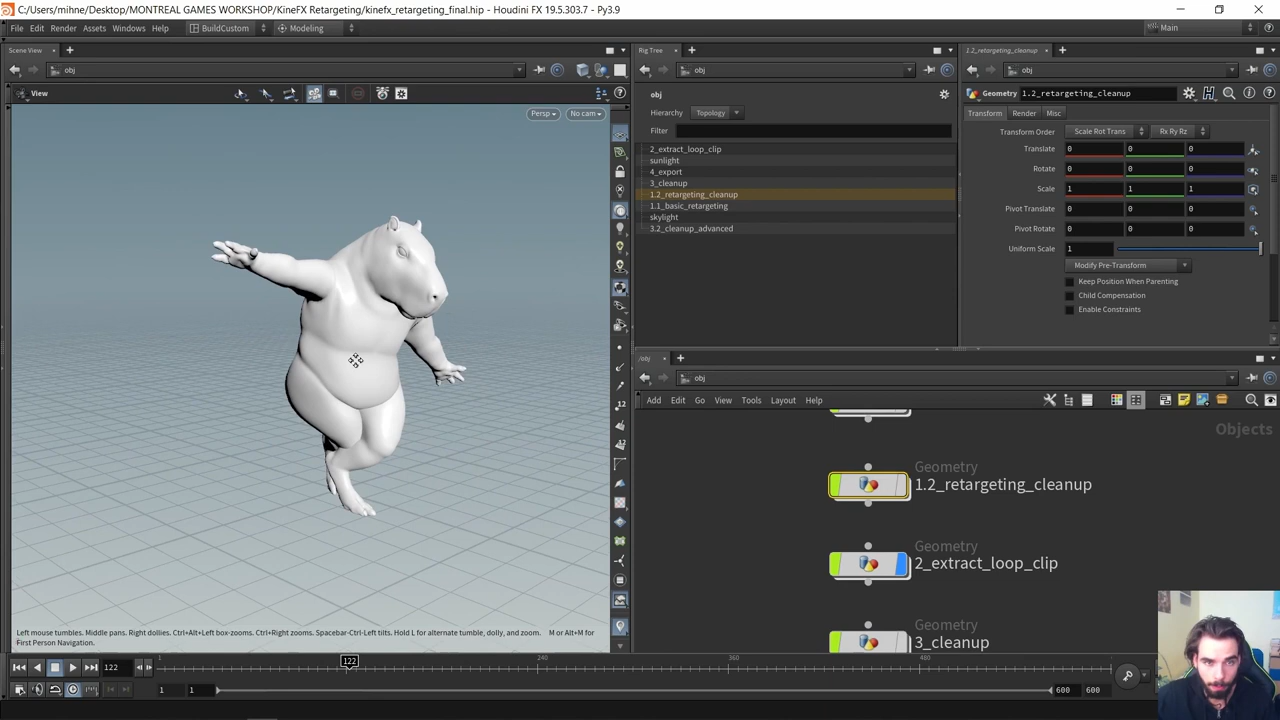 C:/Users/mihne/Desktop/MONTREAL GAMES WORKSHOP/KineFX Retargeting/kinefx_retargeting_final.hip - Houdini FX 19.5.303.7 - Py3.9
File Edit Render Assets Windows Help BuildCustom Modeling Main
Scene View
obj
View
Persp
No cam
12
12
Left mouse tumbles. Middle pans. Right dollies. Ctrl+Alt+Left box-zooms. Ctrl+Right zooms. Spacebar-Ctrl-Left tilts. Hold L for alternate tumble, dolly, and zoom. M or Alt+M for
First Person Navigation.
Rig Tree
obj
obj
Hierarchy Topology
Filter
2_extract_loop_clip
sunlight
4_export
3_cleanup
1.2_retargeting_cleanup
1.1_basic_retargeting
skylight
3.2_cleanup_advanced
1.2_retargeting_cleanup
obj
Geometry 1.2_retargeting_cleanup
Transform Render Misc
Transform Order Scale Rot Trans Rx Ry Rz
Translate 0 0 0
Rotate 0 0 0
Scale 1 1 1
Pivot Translate 0 0 0
Pivot Rotate 0 0 0
Uniform Scale 1
Modify Pre-Transform
Keep Position When Parenting
Child Compensation
Enable Constraints
/obj
obj
Add Edit Go View Tools Layout Help
Objects
Geometry
1.2_retargeting_cleanup
Geometry
2_extract_loop_clip
Geometry
3_cleanup
122 1 122 240 360 480
1 1 600 600